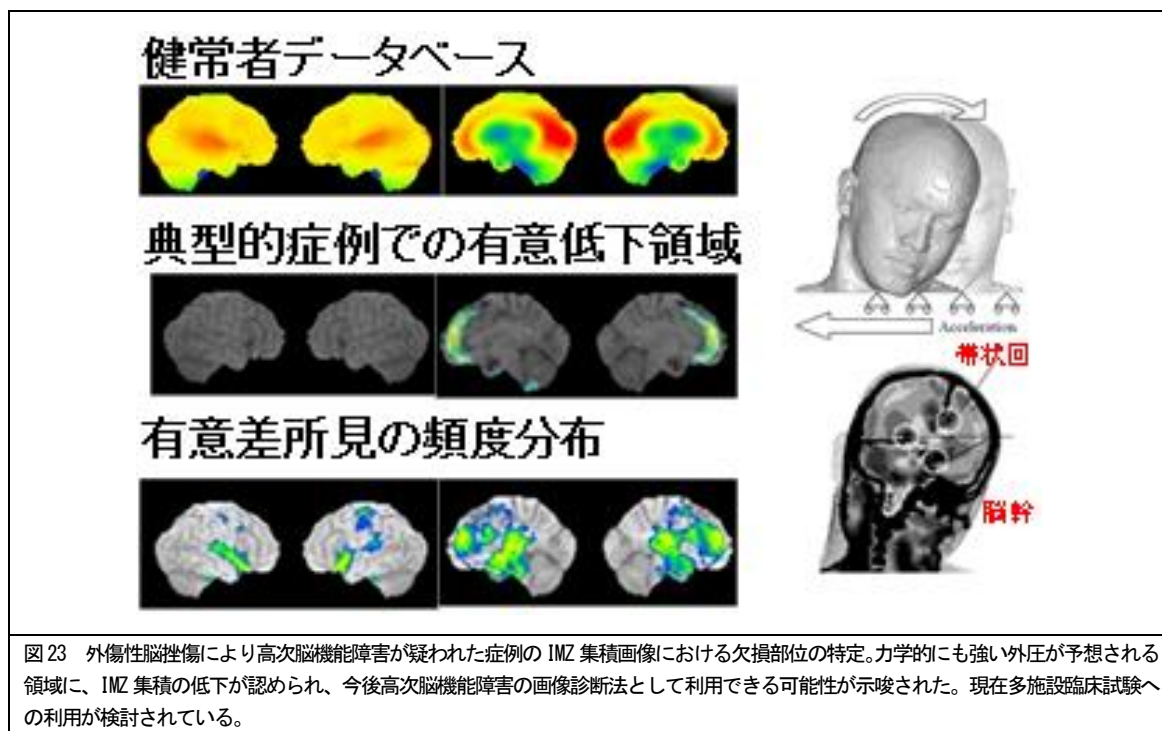 健常者データベース
典型的症例での有意低下領域
有意差所見の頻度分布
Acceleration
帯状回
脳幹
図23　外傷性脳挫傷により高次脳機能障害が疑われた症例の IMZ 集積画像における欠損部位の特定。力学的にも強い外圧が予想される
領域に、IMZ 集積の低下が認められ、今後高次脳機能障害の画像診断法として利用できる可能性が示唆された。現在多施設臨床試験へ
の利用が検討されている。